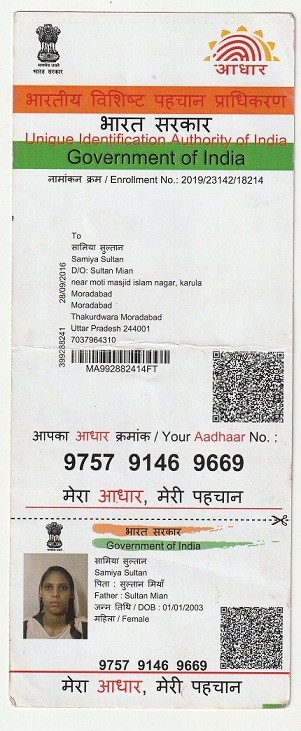 सत्यमेव जयते
भारत सरकार
आधार
भारतीय विशिष्ट पहचान प्राधिकरण
भारत सरकार
Unique Identification Authority of India
Government of India
नामांकन क्रम / Enrollment No.: 2019/23142/18214
To
सामिया सुल्तान
Samiya Sultan
D/O: Sultan Mian
near moti masjid islam nagar, karula
Moradabad
Moradabad
Thakurdwara Moradabad
Uttar Pradesh 244001
7037964310
28/09/2016
399288241
MA992882414FT
आपका आधार क्रमांक / Your Aadhaar No. :
9757 9146 9669
मेरा आधार, मेरी पहचान
भारत सरकार
Government of India
सामिया सुल्तान
Samiya Sultan
पिता : सुल्तान मियाँ
Father : Sultan Mian
जन्म तिथि / DOB : 01/01/2003
महिला / Female
9757 9146 9669
मेरा आधार, मेरी पहचान